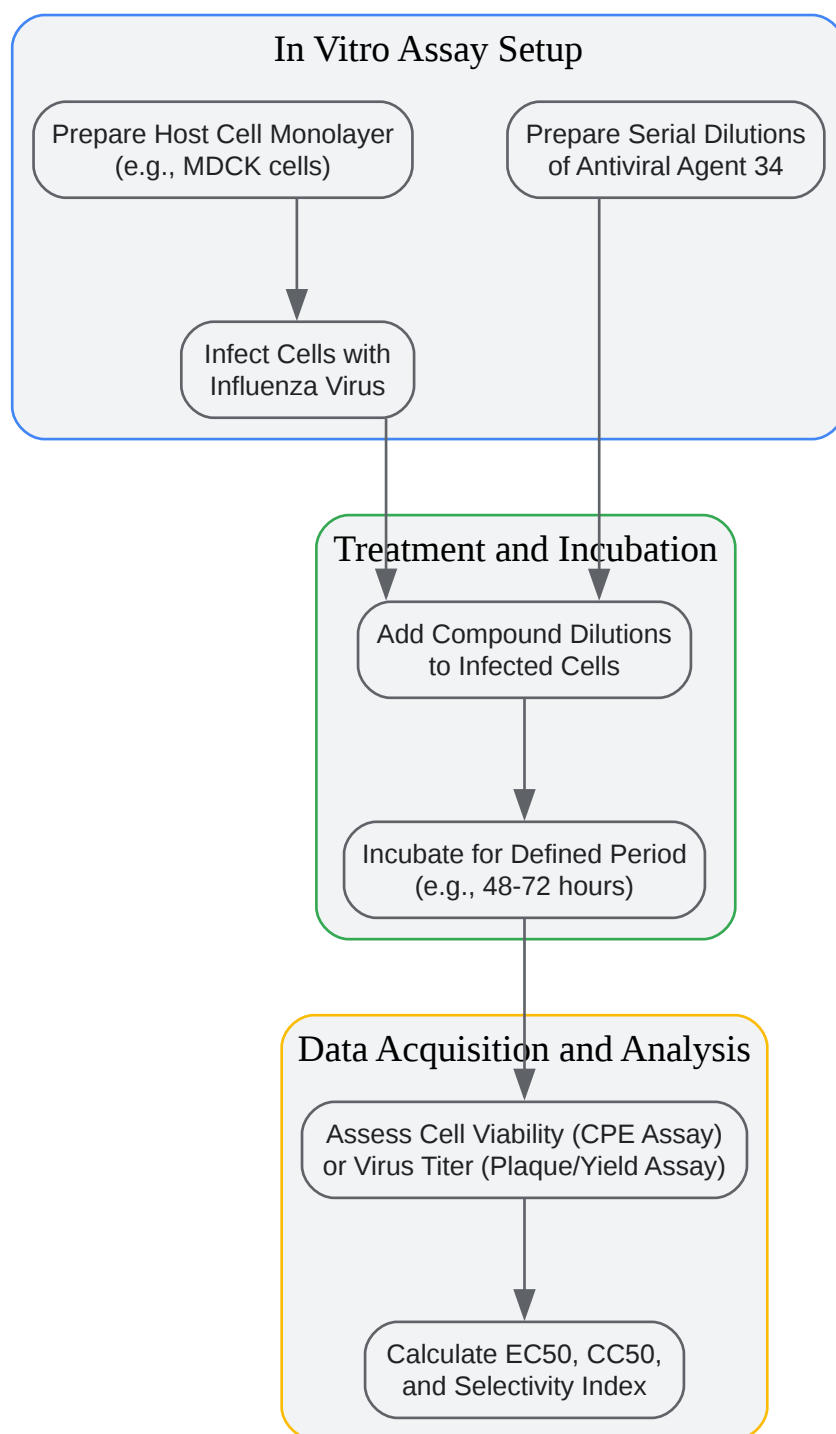 In Vitro Assay Setup
Prepare Host Cell Monolayer
(e.g., MDCK cells)
Prepare Serial Dilutions
of Antiviral Agent 34
Infect Cells with
Influenza Virus
Treatment and Incubation
Add Compound Dilutions
to Infected Cells
Incubate for Defined Period
(e.g., 48-72 hours)
Data Acquisition and Analysis
Assess Cell Viability (CPE Assay)
or Virus Titer (Plaque/Yield Assay)
Calculate EC50, CC50,
and Selectivity Index